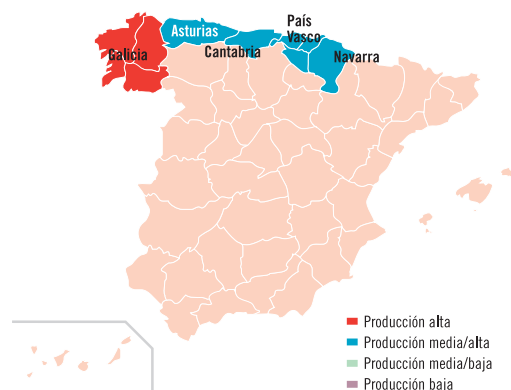 País
Vasco
Asturias
Cantabria
Galicia
Navarra
Producción alta
Producción media/alta
Producción media/baja
Producción baja